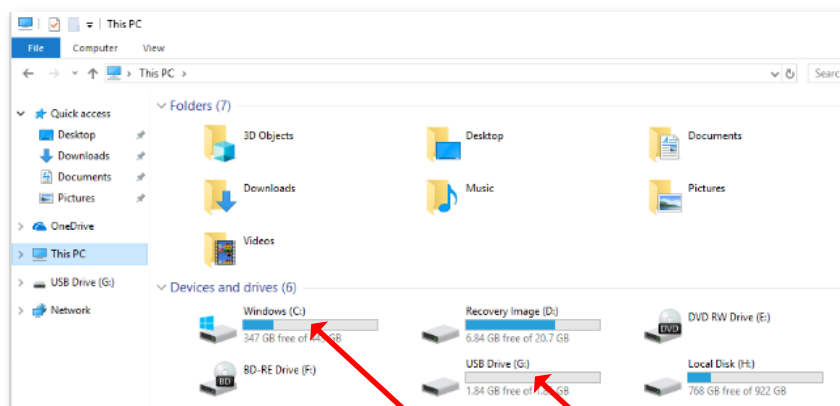 This PC
File Computer View
This PC
Searc
Quick access
Desktop
Downloads
Documents
Pictures
OneDrive
This PC
USB Drive (G:)
Network
Folders (7)
3D Objects
Desktop
Documents
Downloads
Music
Pictures
Videos
Devices and drives (6)
Windows (C:)
347 GB free of GB
Recovery Image (D:)
6.84 GB free of 20.7 GB
DVD RW Drive (E:)
DVD
BD-RE Drive (F:)
BD
USB Drive (G:)
1.84 GB free of GB
Local Disk (H:)
768 GB free of 922 GB